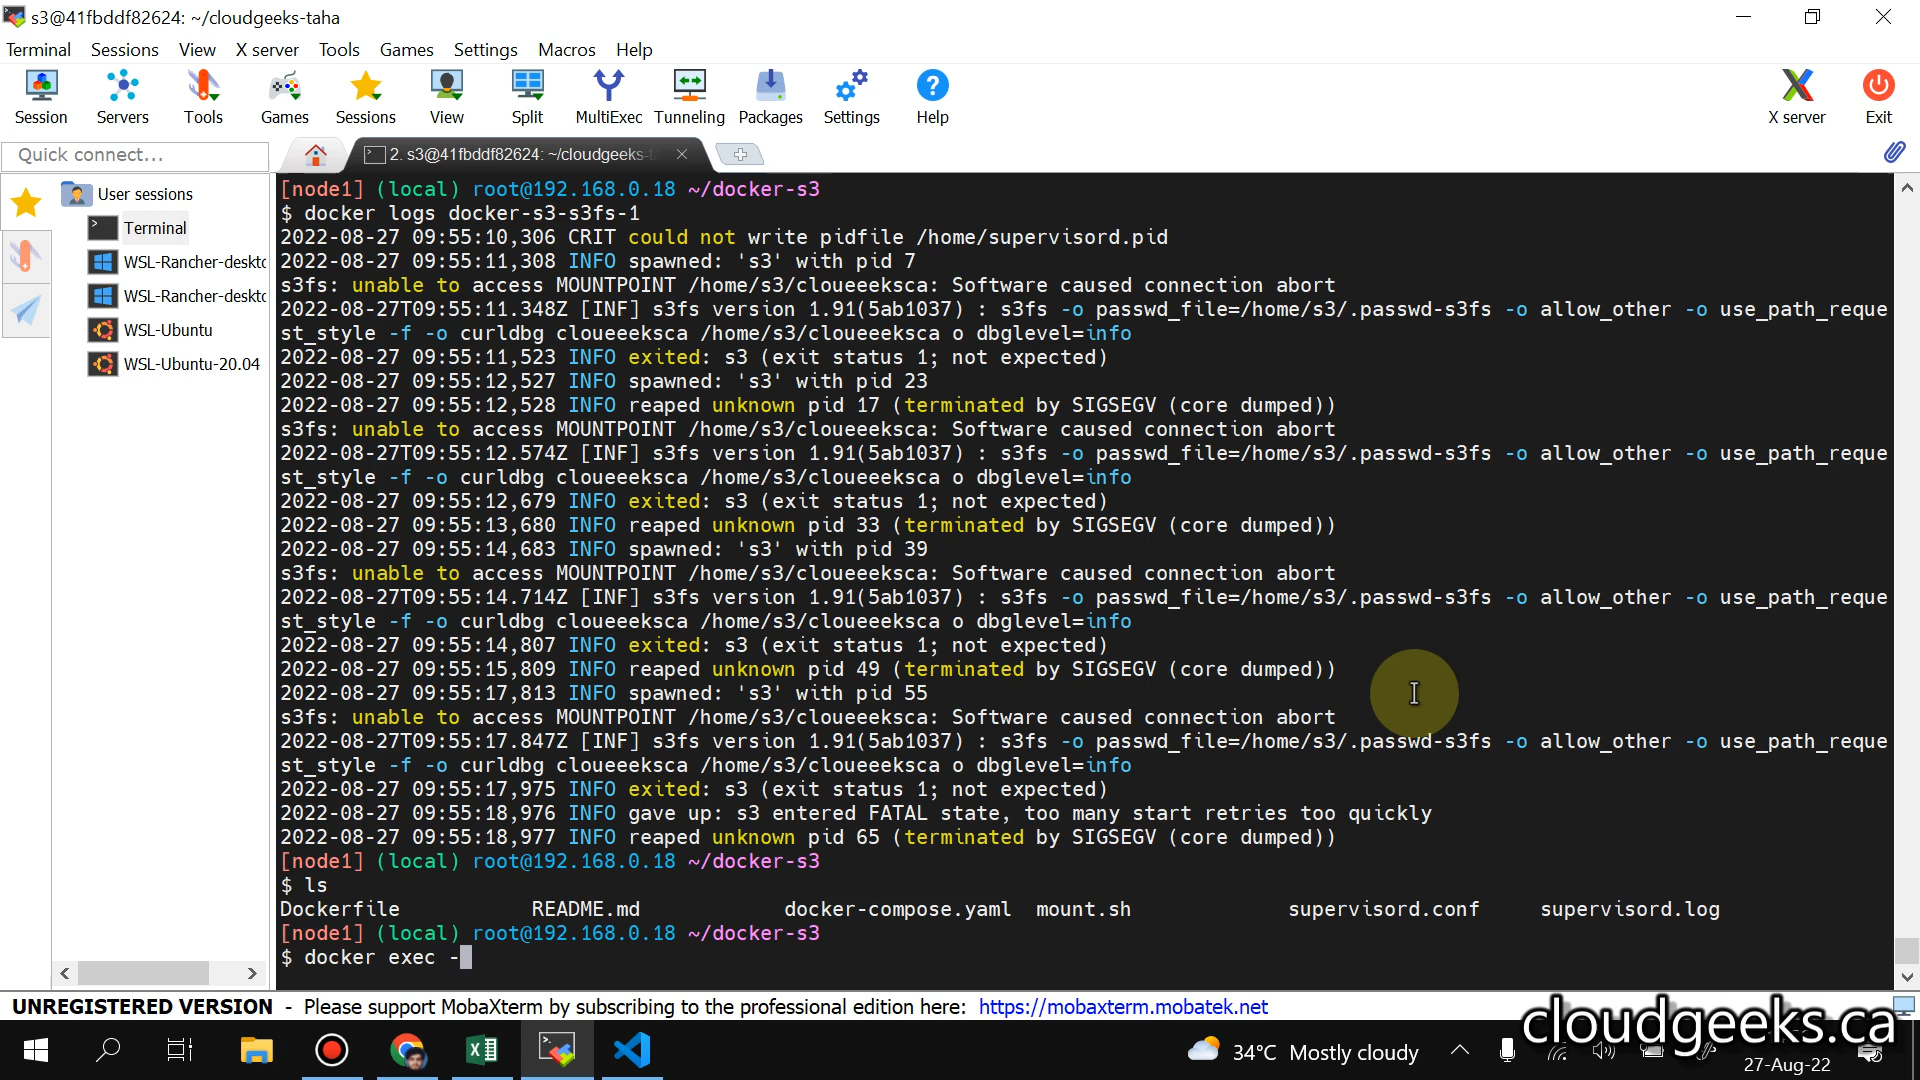 s3@41fbddf82624: ~/cloudgeeks-taha
Terminal Sessions View X server Tools Games Settings Macros Help
Session Servers Tools Games Sessions View Split MultiExec Tunneling Packages Settings Help X server Exit
Quick connect...
2. s3@41fbddf82624: ~/cloudgeeks-t
User sessions
Terminal
WSL-Rancher-deskto
WSL-Rancher-deskto
WSL-Ubuntu
WSL-Ubuntu-20.04
[node1] (local) root@192.168.0.18 ~/docker-s3
$ docker logs docker-s3-s3fs-1
2022-08-27 09:55:10,306 CRIT could not write pidfile /home/supervisord.pid
2022-08-27 09:55:11,308 INFO spawned: 's3' with pid 7
s3fs: unable to access MOUNTPOINT /home/s3/cloueeeksca: Software caused connection abort
2022-08-27T09:55:11.348Z [INF] s3fs version 1.91(5ab1037) : s3fs -o passwd_file=/home/s3/.passwd-s3fs -o allow_other -o use_path_reque
st_style -f -o curldbg cloueeeksca /home/s3/cloueeeksca o dbglevel=info
2022-08-27 09:55:11,523 INFO exited: s3 (exit status 1; not expected)
2022-08-27 09:55:12,527 INFO spawned: 's3' with pid 23
2022-08-27 09:55:12,528 INFO reaped unknown pid 17 (terminated by SIGSEGV (core dumped))
s3fs: unable to access MOUNTPOINT /home/s3/cloueeeksca: Software caused connection abort
2022-08-27T09:55:12.574Z [INF] s3fs version 1.91(5ab1037) : s3fs -o passwd_file=/home/s3/.passwd-s3fs -o allow_other -o use_path_reque
st_style -f -o curldbg cloueeeksca /home/s3/cloueeeksca o dbglevel=info
2022-08-27 09:55:12,679 INFO exited: s3 (exit status 1; not expected)
2022-08-27 09:55:13,680 INFO reaped unknown pid 33 (terminated by SIGSEGV (core dumped))
2022-08-27 09:55:14,683 INFO spawned: 's3' with pid 39
s3fs: unable to access MOUNTPOINT /home/s3/cloueeeksca: Software caused connection abort
2022-08-27T09:55:14.714Z [INF] s3fs version 1.91(5ab1037) : s3fs -o passwd_file=/home/s3/.passwd-s3fs -o allow_other -o use_path_reque
st_style -f -o curldbg cloueeeksca /home/s3/cloueeeksca o dbglevel=info
2022-08-27 09:55:14,807 INFO exited: s3 (exit status 1; not expected)
2022-08-27 09:55:15,809 INFO reaped unknown pid 49 (terminated by SIGSEGV (core dumped))
2022-08-27 09:55:17,813 INFO spawned: 's3' with pid 55
s3fs: unable to access MOUNTPOINT /home/s3/cloueeeksca: Software caused connection abort
2022-08-27T09:55:17.847Z [INF] s3fs version 1.91(5ab1037) : s3fs -o passwd_file=/home/s3/.passwd-s3fs -o allow_other -o use_path_reque
st_style -f -o curldbg cloueeeksca /home/s3/cloueeeksca o dbglevel=info
2022-08-27 09:55:17,975 INFO exited: s3 (exit status 1; not expected)
2022-08-27 09:55:18,976 INFO gave up: s3 entered FATAL state, too many start retries too quickly
2022-08-27 09:55:18,977 INFO reaped unknown pid 65 (terminated by SIGSEGV (core dumped))
[node1] (local) root@192.168.0.18 ~/docker-s3
$ ls
Dockerfile README.md docker-compose.yaml mount.sh supervisord.conf supervisord.log
[node1] (local) root@192.168.0.18 ~/docker-s3
$ docker exec -
UNREGISTERED VERSION - Please support MobaXterm by subscribing to the professional edition here: https://mobaxterm.mobatek.net
cloudgeeks.ca
34°C Mostly cloudy
27-Aug-22